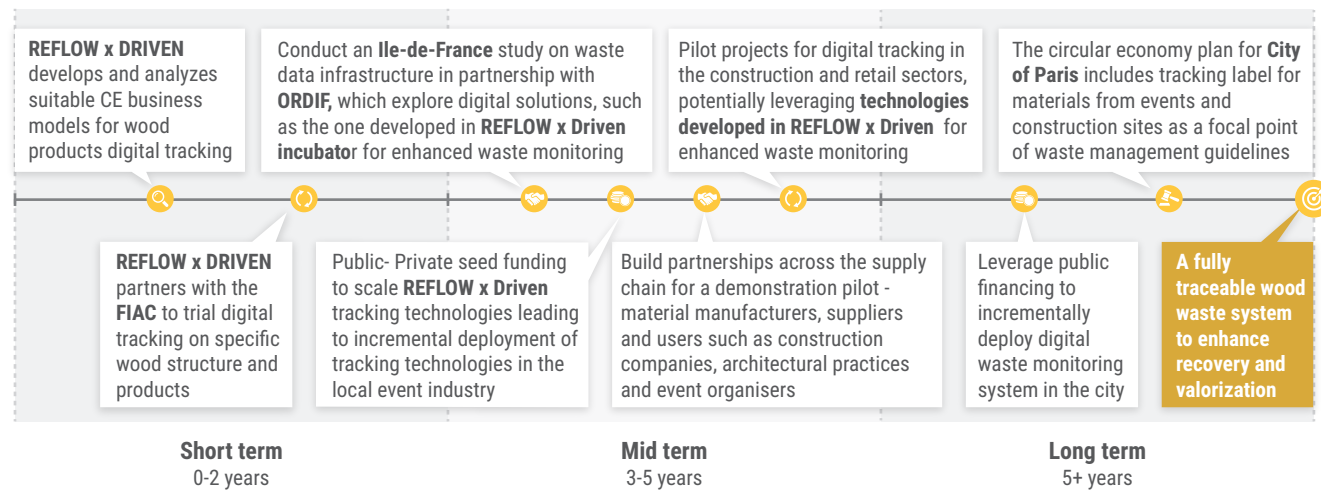 REFLOW x DRIVEN
develops and analyzes
suitable CE business
models for wood
products digital tracking
Conduct an Ile-de-France study on waste
data infrastructure in partnership with
ORDIF, which explore digital solutions, such
as the one developed in REFLOW x Driven
incubator for enhanced waste monitoring
Pilot projects for digital tracking in
the construction and retail sectors,
potentially leveraging technologies
developed in REFLOW x Driven for
enhanced waste monitoring
The circular economy plan for City
of Paris includes tracking label for
materials from events and
construction sites as a focal point
of waste management guidelines
REFLOW x DRIVEN
partners with the
FIAC to trial digital
tracking on specific
wood structure and
products
Public- Private seed funding
to scale REFLOW x Driven
tracking technologies leading
to incremental deployment of
tracking technologies in the
local event industry
Build partnerships across the supply
chain for a demonstration pilot -
material manufacturers, suppliers
and users such as construction
companies, architectural practices
and event organisers
Leverage public
financing to
incrementally
deploy digital
waste monitoring
system in the city
A fully
traceable wood
waste system
to enhance
recovery and
valorization
Short term
0-2 years
Mid term
3-5 years
Long term
5+ years